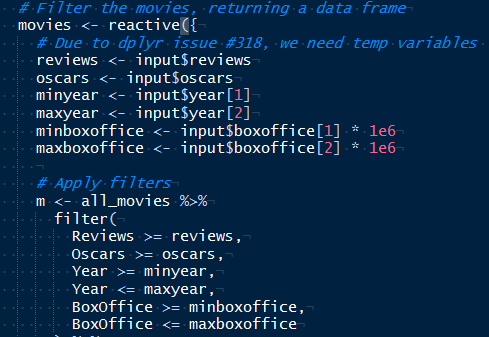 # Filter the movies, returning a data frame
movies <- reactive({
# Due to dplyr issue #318, we need temp variables
reviews <- input$reviews
oscars <- input$oscars
minyear <- input$year[1]
maxyear <- input$year[2]
minboxoffice <- input$boxoffice[1] * 1e6
maxboxoffice <- input$boxoffice[2] * 1e6
# Apply filters
m <- all_movies %>%
filter(
Reviews >= reviews,
Oscars >= oscars,
Year >= minyear,
Year <= maxyear,
BoxOffice >= minboxoffice,
BoxOffice <= maxboxoffice